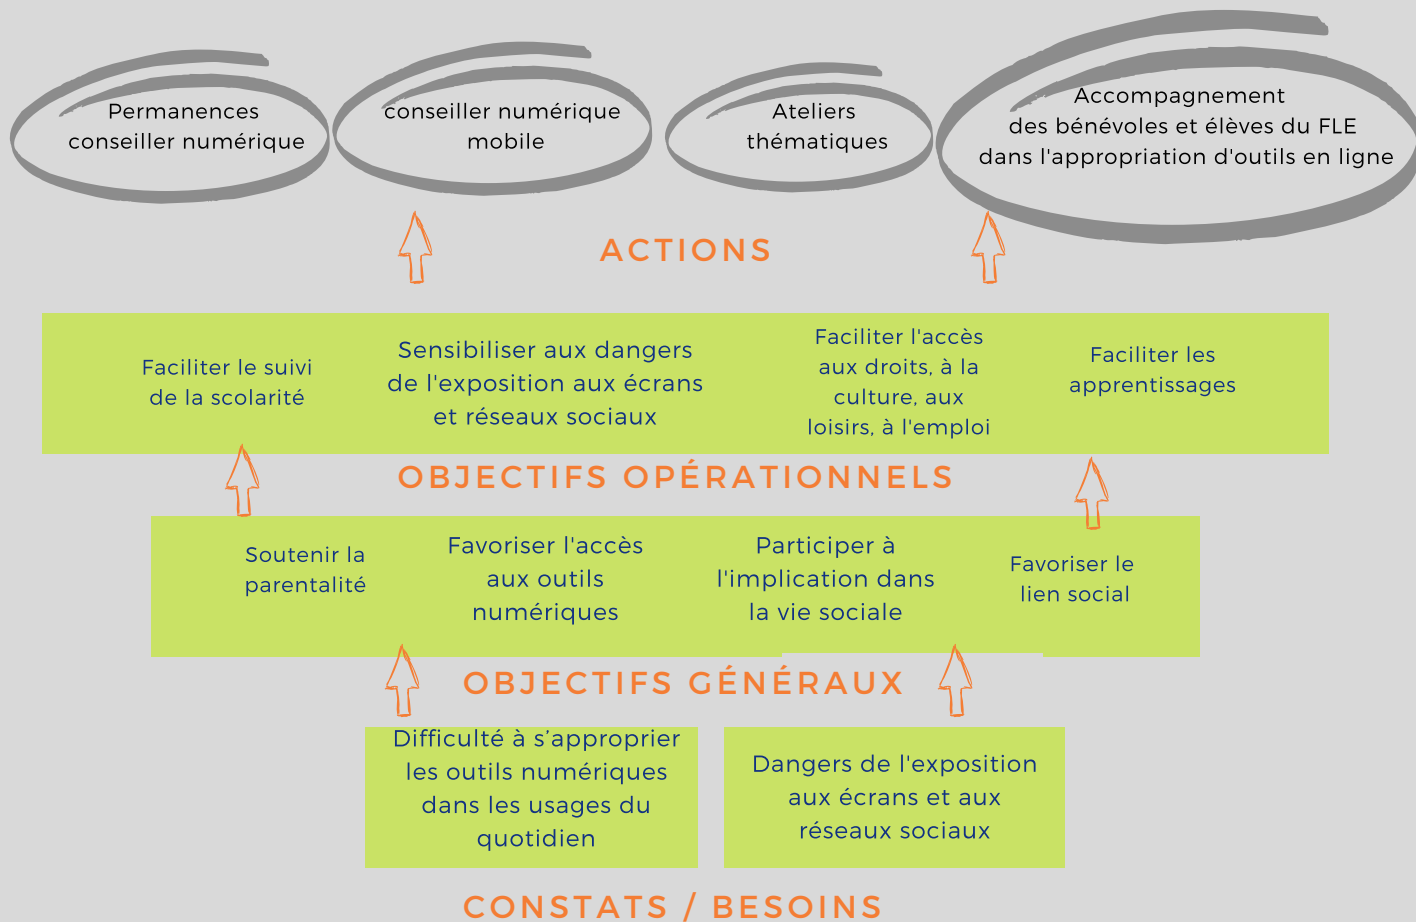 Permanences
conseiller numérique
conseiller numérique
mobile
Ateliers
thématiques
Accompagnement
des bénévoles et élèves du FLE
dans l'appropriation d'outils en ligne
ACTIONS
Faciliter le suivi
de la scolarité
Sensibiliser aux dangers
de l'exposition aux écrans
et réseaux sociaux
Faciliter l'accès
aux droits, à la
culture, aux
loisirs, à l'emploi
Faciliter les
apprentissages
OBJECTIFS OPÉRATIONNELS
Soutenir la
parentalité
Favoriser l'accès
aux outils
numériques
Participer à
l'implication dans
la vie sociale
Favoriser le
lien social
OBJECTIFS GÉNÉRAUX
Difficulté à s’approprier
les outils numériques
dans les usages du
quotidien
Dangers de l'exposition
aux écrans et aux
réseaux sociaux
CONSTATS / BESOINS